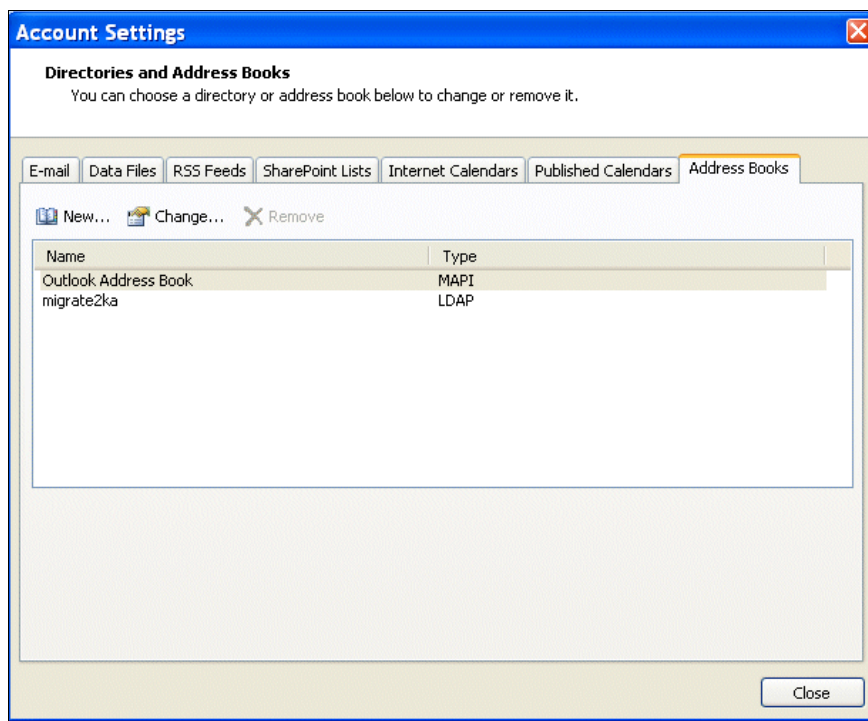 Account Settings
Directories and Address Books
You can choose a directory or address book below to change or remove it.
E-mail Data Files RSS Feeds SharePoint Lists Internet Calendars Published Calendars Address Books
New... Change... Remove
Name Type
Outlook Address Book MAPI
migrate2ka LDAP
Close